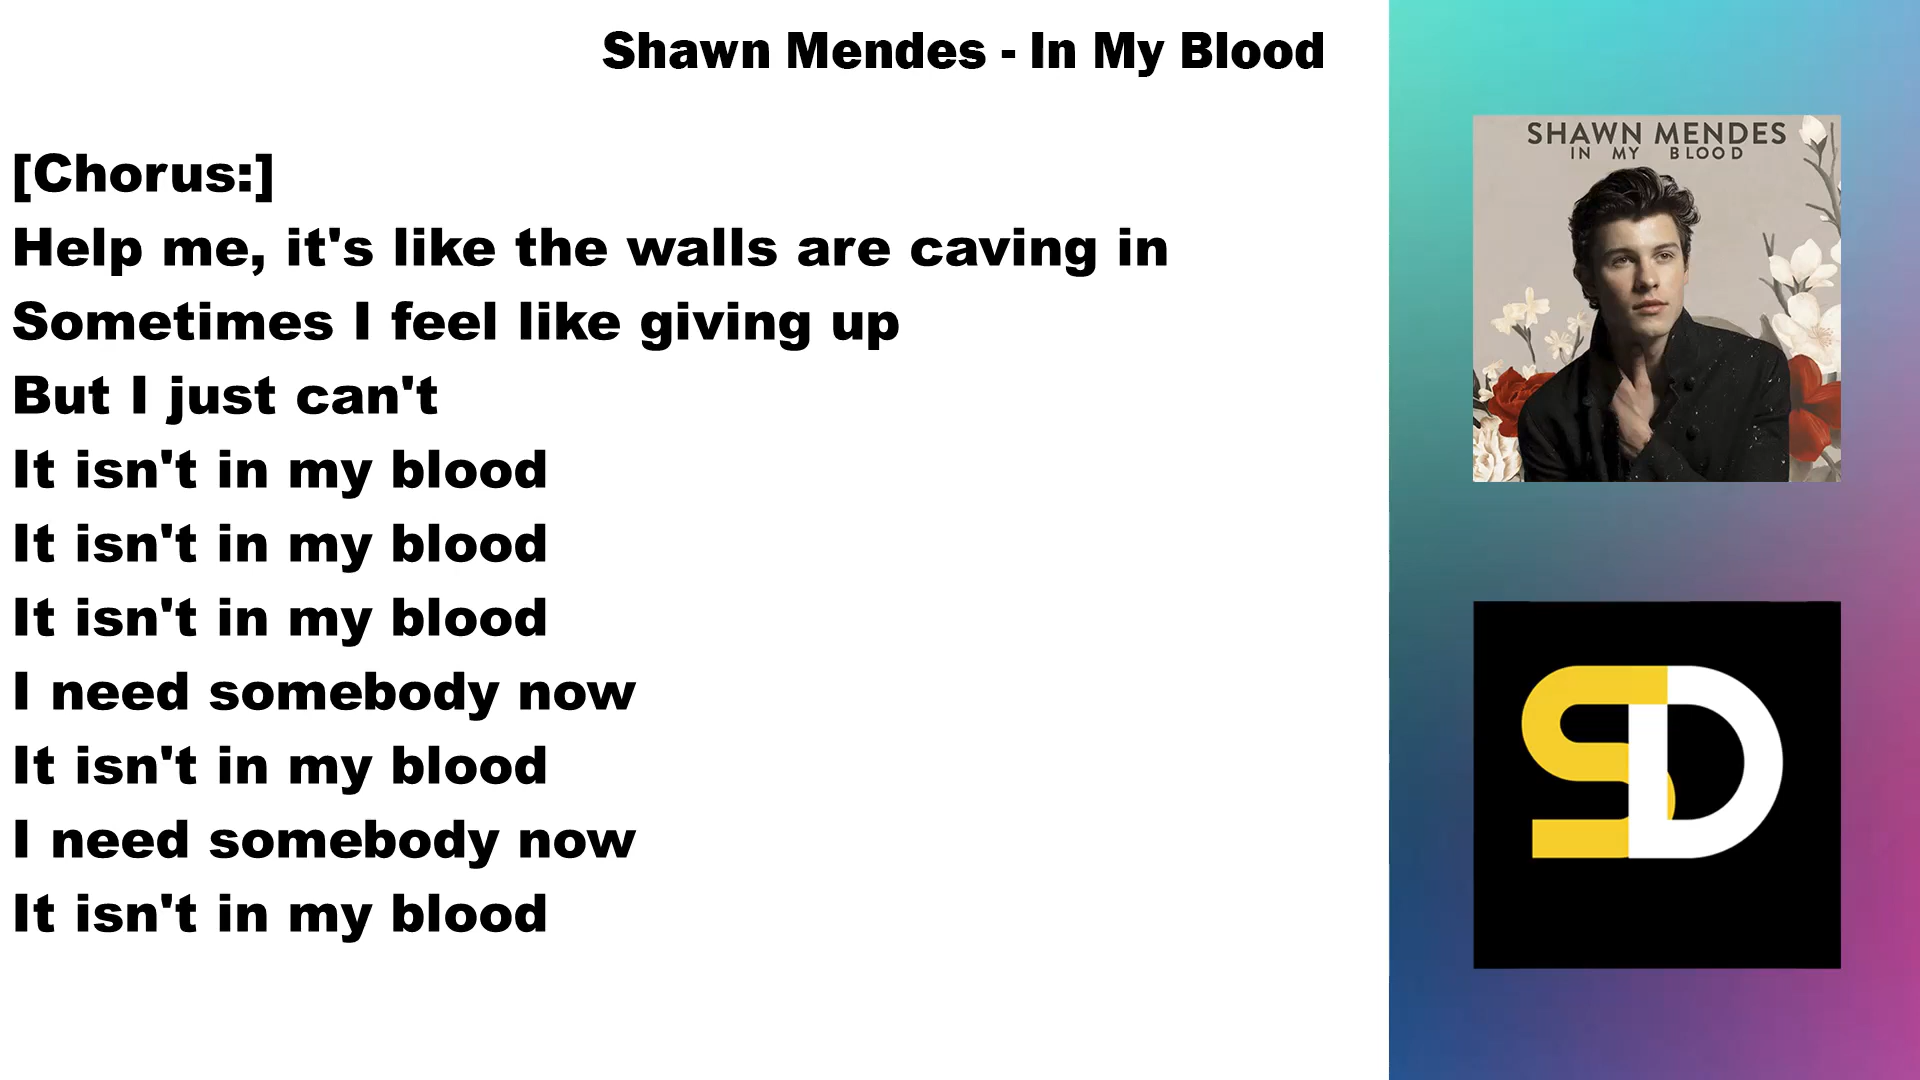 Shawn Mendes - In My Blood
[Chorus:]
Help me, it's like the walls are caving in
Sometimes I feel like giving up
But I just can't
It isn't in my blood
It isn't in my blood
It isn't in my blood
I need somebody now
It isn't in my blood
I need somebody now
It isn't in my blood
SHAWN MENDES
IN MY BLOOD
SD